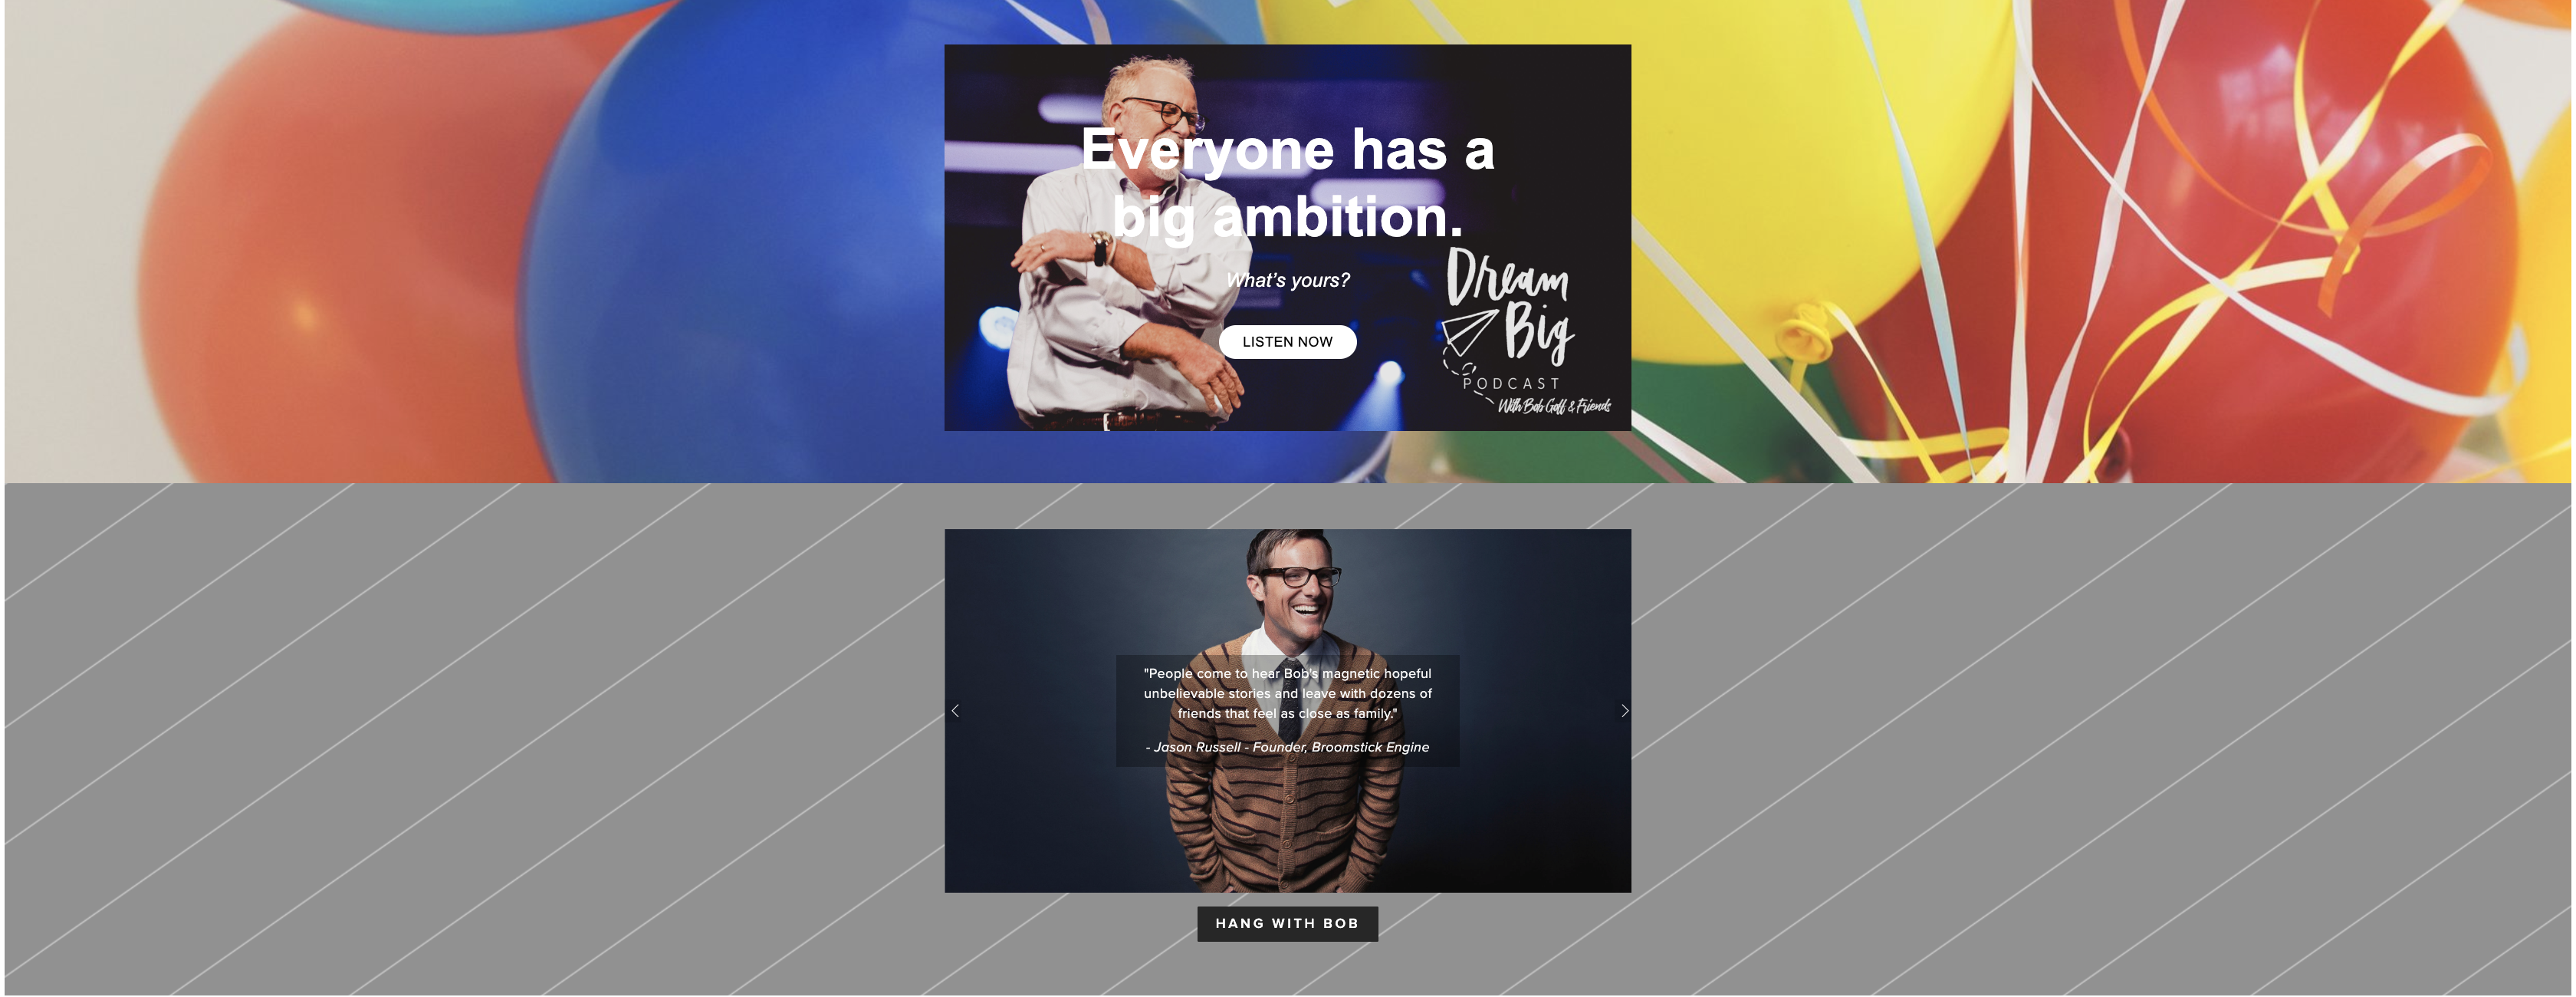 Everyone has a
big ambition.
What's yours?
LISTEN NOW
Dream
Big
PODCAST
With Bob Goff & Friends
"People come to hear Bob's magnetic hopeful
unbelievable stories and leave with dozens of
friends that feel as close as family."
- Jason Russell - Founder, Broomstick Engine
HANG WITH BOB